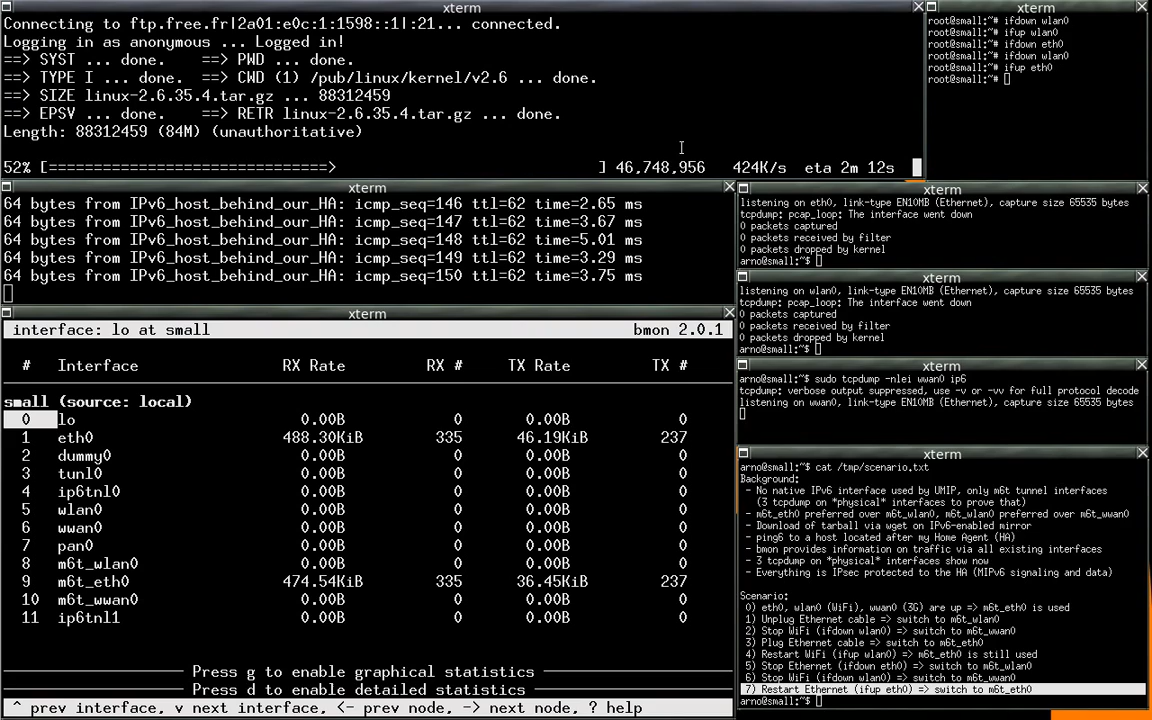 xterm
Connecting to ftp.free.fr|2a01:e0c:1:1598::1|:21... connected.
Logging in as anonymous ... Logged in!
==> SYST ... done.    ==> PWD ... done.
==> TYPE I ... done.  ==> CWD (1) /pub/linux/kernel/v2.6 ... done.
==> SIZE linux-2.6.35.4.tar.gz ... 88312459
==> EPSV ... done.    ==> RETR linux-2.6.35.4.tar.gz ... done.
Length: 88312459 (84M) (unauthoritative)
52% [==============================>                             ] 46,748,956   424K/s  eta 2m 12s
xterm
root@small:~# ifdown wlan0
root@small:~# ifup wlan0
root@small:~# ifdown eth0
root@small:~# ifdown wlan0
root@small:~# ifup eth0
root@small:~#
xterm
64 bytes from IPv6_host_behind_our_HA: icmp_seq=146 ttl=62 time=2.65 ms
64 bytes from IPv6_host_behind_our_HA: icmp_seq=147 ttl=62 time=3.67 ms
64 bytes from IPv6_host_behind_our_HA: icmp_seq=148 ttl=62 time=5.01 ms
64 bytes from IPv6_host_behind_our_HA: icmp_seq=149 ttl=62 time=3.29 ms
64 bytes from IPv6_host_behind_our_HA: icmp_seq=150 ttl=62 time=3.75 ms
xterm
listening on eth0, link-type EN10MB (Ethernet), capture size 65535 bytes
tcpdump: pcap_loop: The interface went down
0 packets captured
0 packets received by filter
0 packets dropped by kernel
arno@small:~$
xterm
listening on wlan0, link-type EN10MB (Ethernet), capture size 65535 bytes
tcpdump: pcap_loop: The interface went down
0 packets captured
0 packets received by filter
0 packets dropped by kernel
arno@small:~$
xterm
interface: lo at small                                bmon 2.0.1
#   Interface                RX Rate         RX #     TX Rate         TX #
small (source: local)
0   lo                         0.00B            0       0.00B            0
1   eth0                     488.30KiB        335      46.19KiB        237
2   dummy0                     0.00B            0       0.00B            0
3   tunl0                      0.00B            0       0.00B            0
4   ip6tnl0                    0.00B            0       0.00B            0
5   wlan0                      0.00B            0       0.00B            0
6   wwan0                      0.00B            0       0.00B            0
7   pan0                       0.00B            0       0.00B            0
8   m6t_wlan0                  0.00B            0       0.00B            0
9   m6t_eth0                 474.54KiB        335      36.45KiB        237
10   m6t_wwan0                 0.00B            0       0.00B            0
11   ip6tnl1                   0.00B            0       0.00B            0
Press g to enable graphical statistics
Press d to enable detailed statistics
^ prev interface, v next interface, <- prev node, -> next node, ? help
xterm
arno@small:~$ sudo tcpdump -nlei wwan0 ip6
tcpdump: verbose output suppressed, use -v or -vv for full protocol decode
listening on wwan0, link-type EN10MB (Ethernet), capture size 65535 bytes
xterm
arno@small:~$ cat /tmp/scenario.txt
Background:
- No native IPv6 interface used by UMIP, only m6t tunnel interfaces
(3 tcpdump on *physical* interfaces to prove that)
- m6t_eth0 preferred over m6t_wlan0, m6t_wlan0 preferred over m6t_wwan0
- Download of tarball via wget on IPv6-enabled mirror
- ping6 to a host located after my Home Agent (HA)
- bmon provides information on traffic via all existing interfaces
- 3 tcpdump on *physical* interfaces show now
- Everything is IPsec protected to the HA (MIPv6 signaling and data)
Scenario:
0) eth0, wlan0 (WiFi), wwan0 (3G) are up => m6t_eth0 is used
1) Unplug Ethernet cable => switch to m6t_wlan0
2) Stop WiFi (ifdown wlan0) => switch to m6t_wwan0
3) Plug Ethernet cable => switch to m6t_eth0
4) Restart WiFi (ifup wlan0) => m6t_eth0 is still used
5) Stop Ethernet (ifdown eth0) => switch to m6t_wlan0
6) Stop WiFi (ifdown wlan0) => switch to m6t_wwan0
7) Restart Ethernet (ifup eth0) => switch to m6t_eth0
arno@small:~$